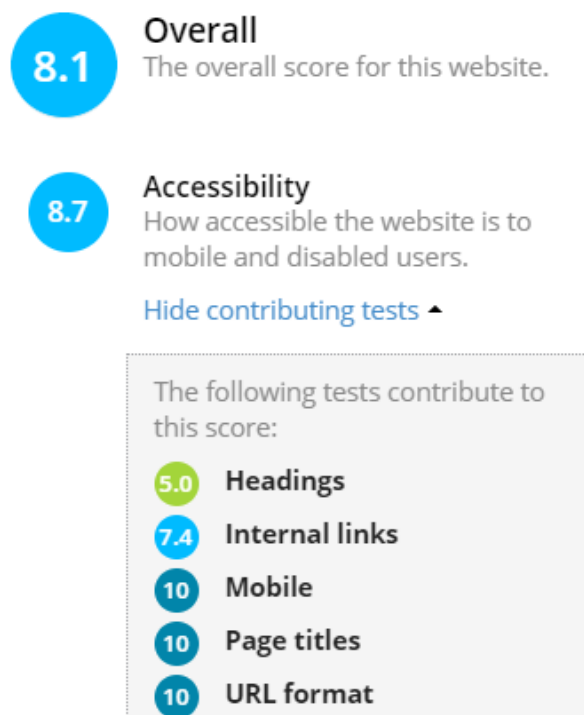 8.1
Overall
The overall score for this website.
8.7
Accessibility
How accessible the website is to
mobile and disabled users.
Hide contributing tests
The following tests contribute to
this score:
5.0 Headings
7.4 Internal links
10 Mobile
10 Page titles
10 URL format